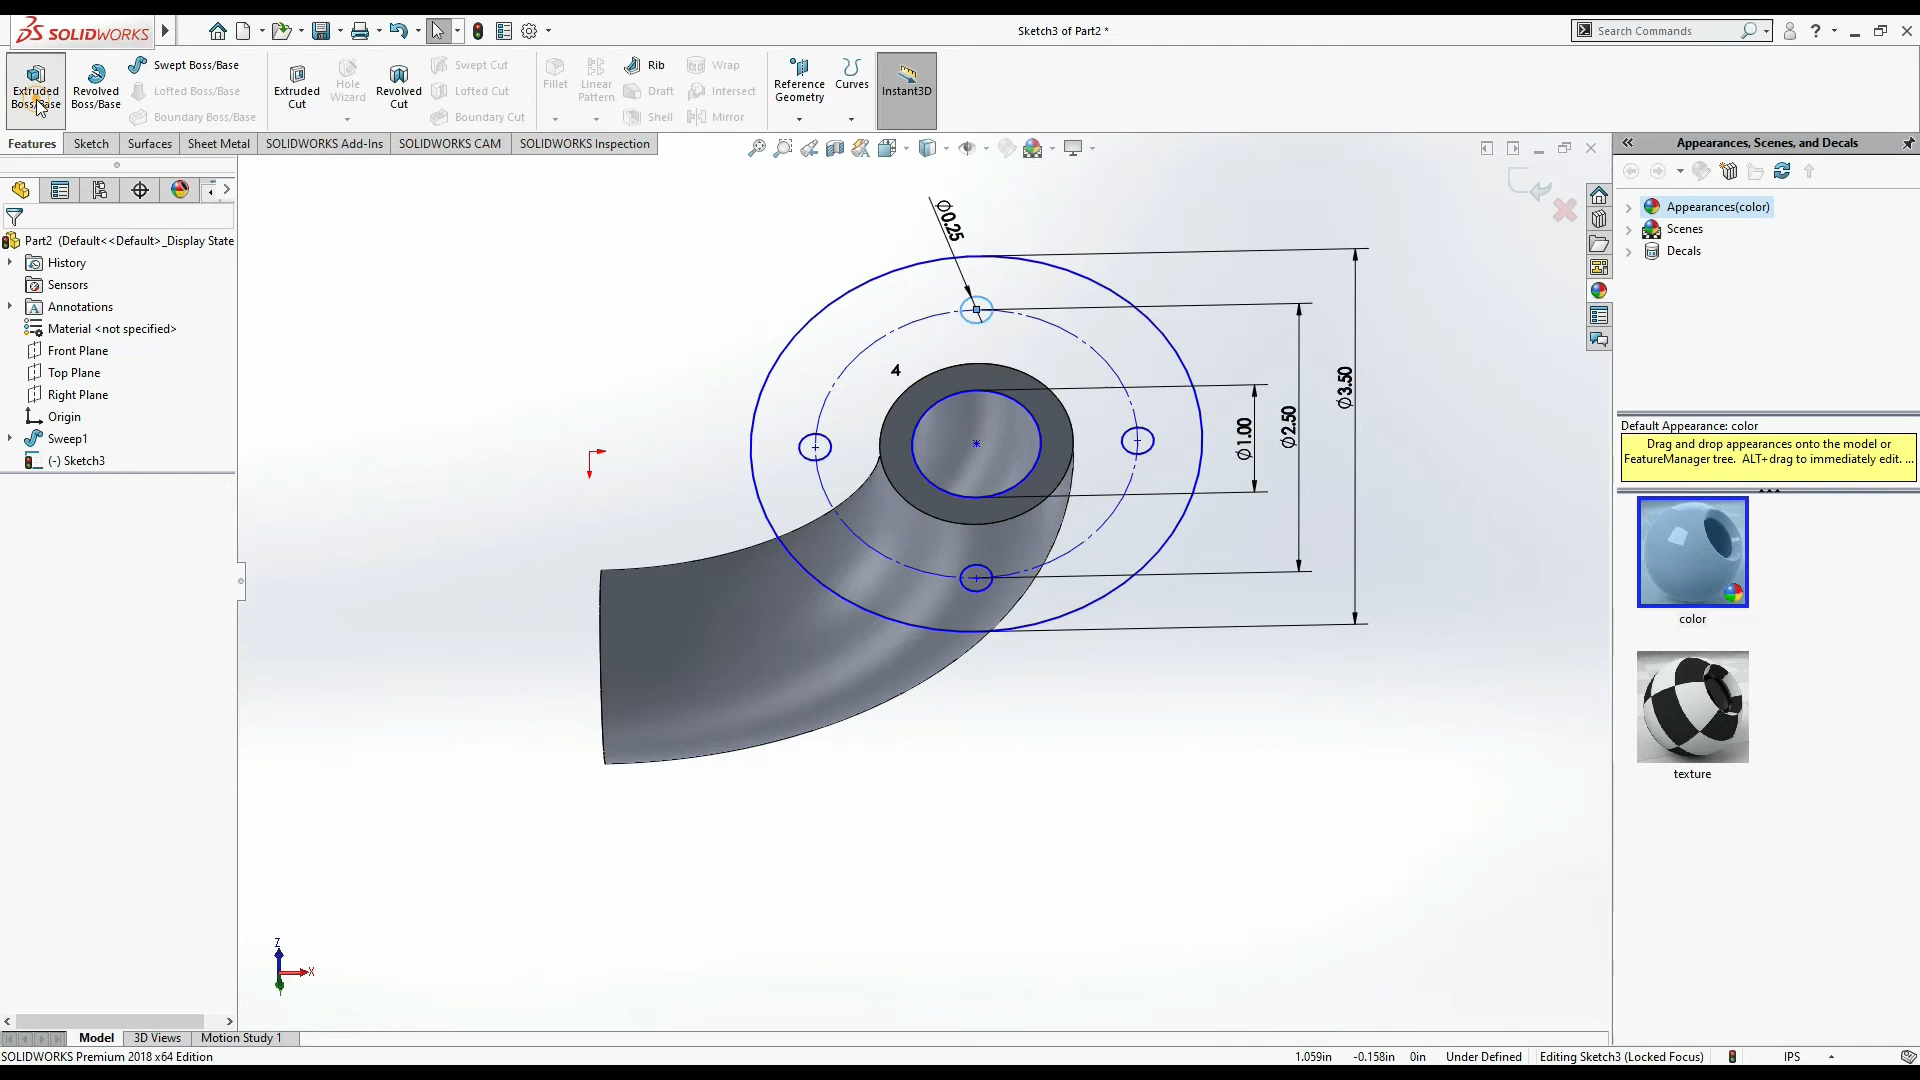 SOLIDWORKS
Sketch3 of Part2 *
Search Commands
Extruded Boss/Base
Revolved Boss/Base
Swept Boss/Base
Lofted Boss/Base
Boundary Boss/Base
Extruded Cut
Hole Wizard
Revolved Cut
Swept Cut
Lofted Cut
Boundary Cut
Fillet
Linear Pattern
Rib
Draft
Shell
Wrap
Intersect
Mirror
Reference Geometry
Curves
Instant3D
Features
Sketch
Surfaces
Sheet Metal
SOLIDWORKS Add-Ins
SOLIDWORKS CAM
SOLIDWORKS Inspection
Part2 (Default<<Default>_Display State
History
Sensors
Annotations
Material <not specified>
Front Plane
Top Plane
Right Plane
Origin
Sweep1
(-) Sketch3
Ø0.25
4
Ø1.00
Ø2.50
Ø3.50
Z
X
Appearances, Scenes, and Decals
Appearances(color)
Scenes
Decals
Default Appearance: color
Drag and drop appearances onto the model or
FeatureManager tree. ALT+drag to immediately edit. ...
color
texture
Model
3D Views
Motion Study 1
SOLIDWORKS Premium 2018 x64 Edition
1.059in
-0.158in
0in
Under Defined
Editing Sketch3 (Locked Focus)
IPS